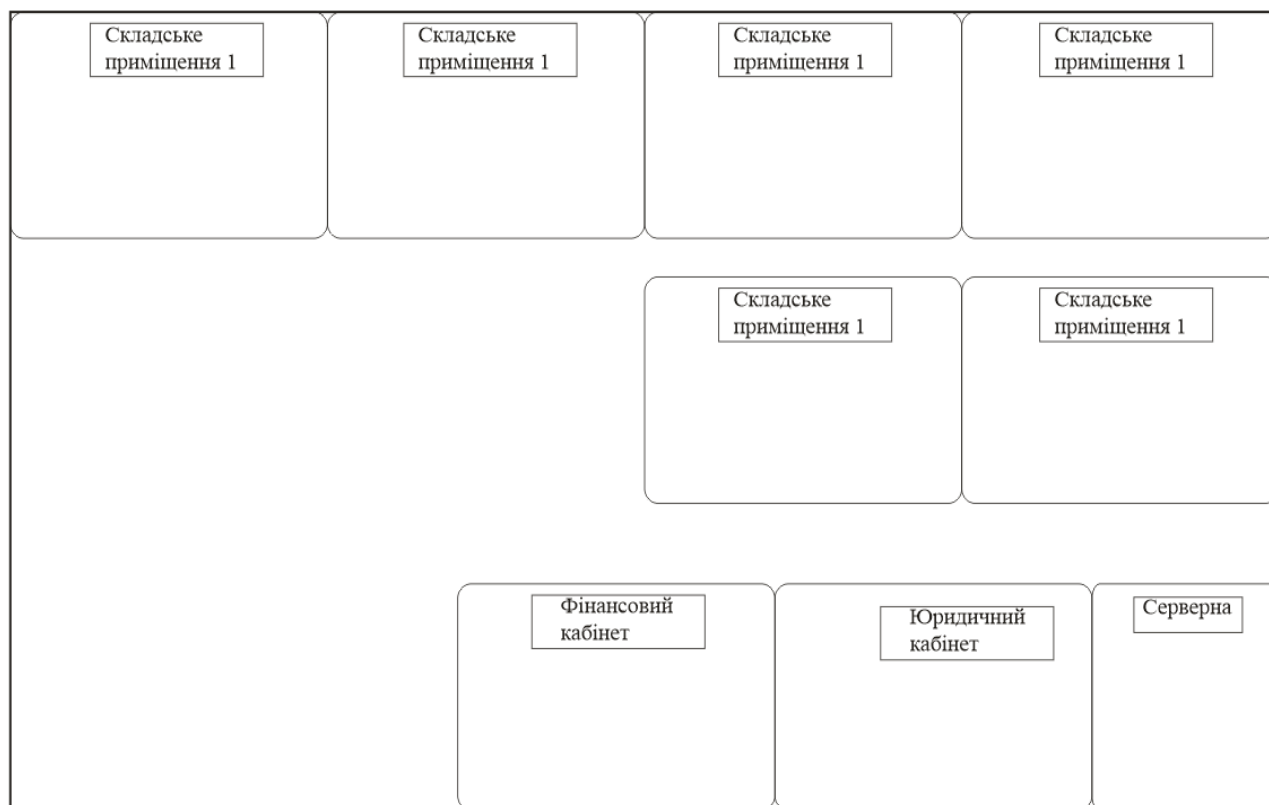 Складське
приміщення 1
Складське
приміщення 1
Складське
приміщення 1
Складське
приміщення 1
Складське
приміщення 1
Складське
приміщення 1
Фінансовий
кабінет
Юридичний
кабінет
Серверна